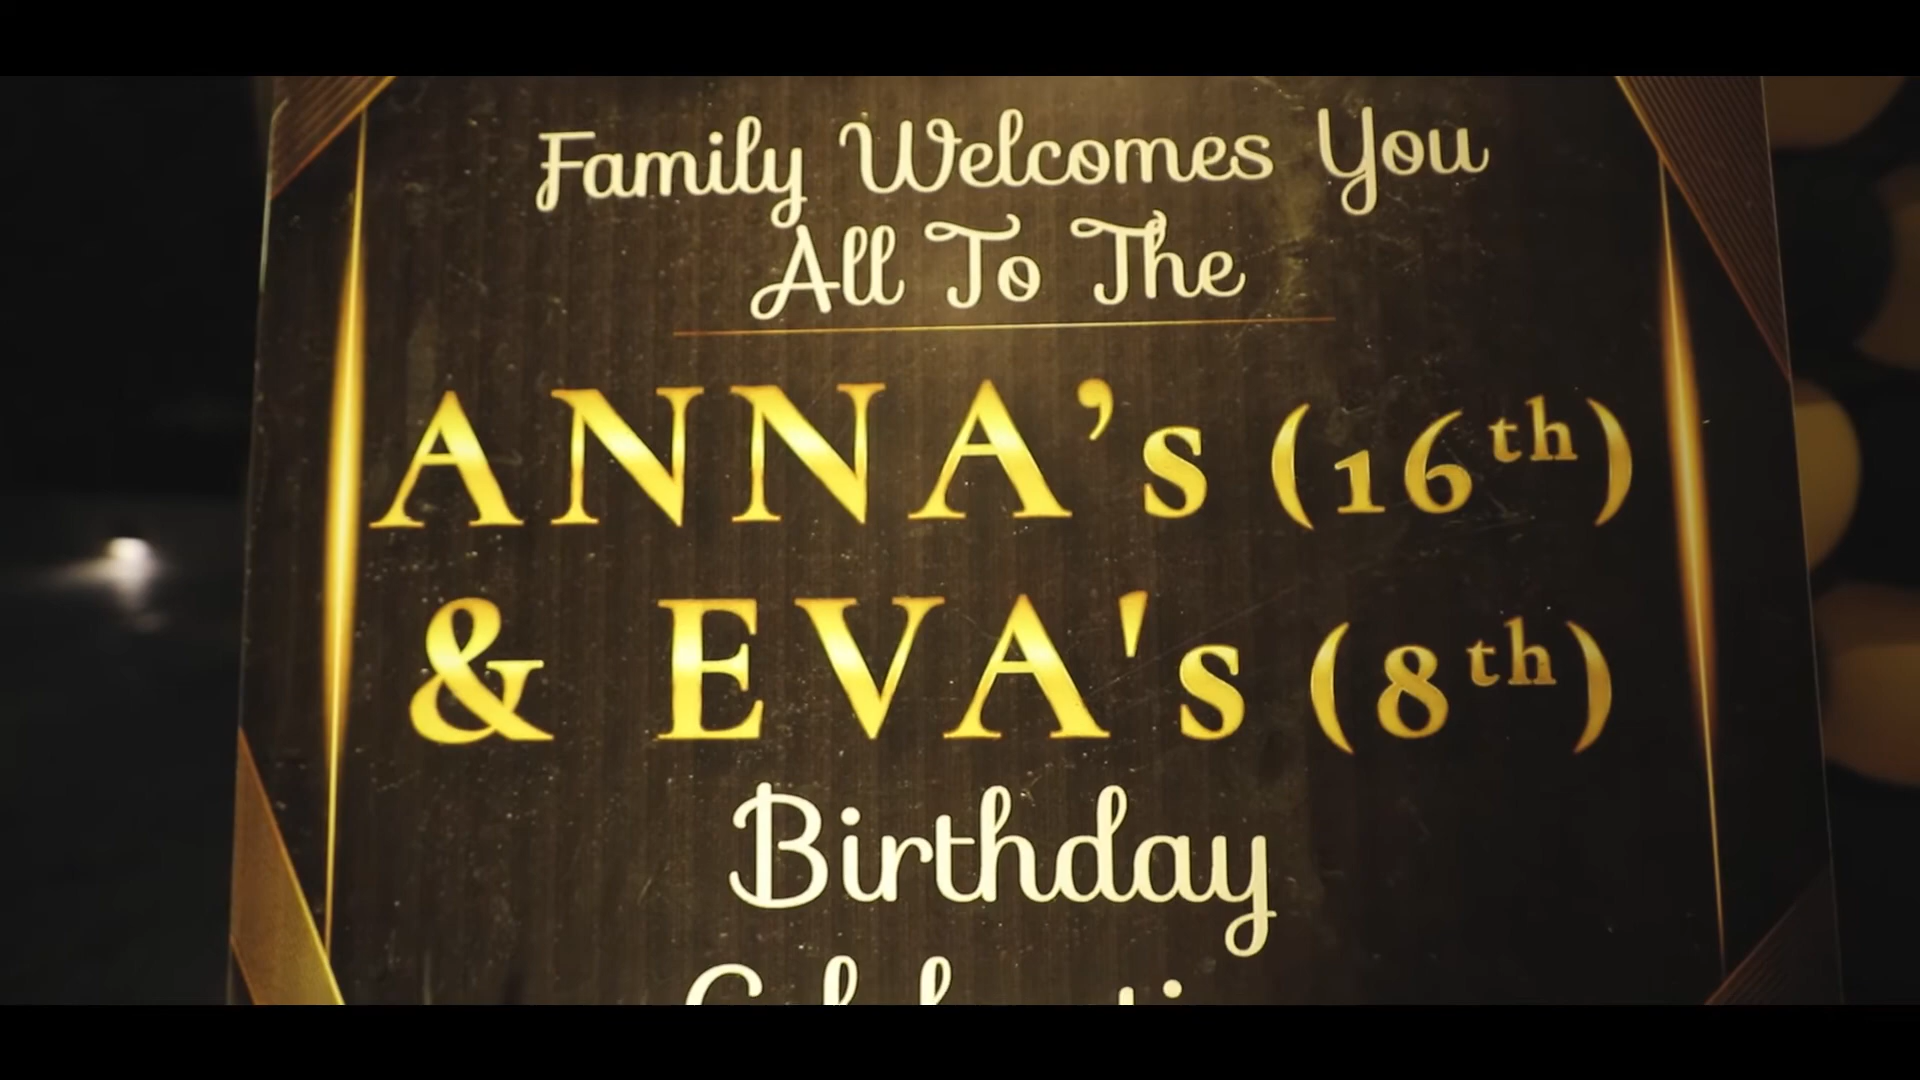 Family Welcomes You
All To The
ANNA’s (16th)
& EVA's (8th)
Birthday